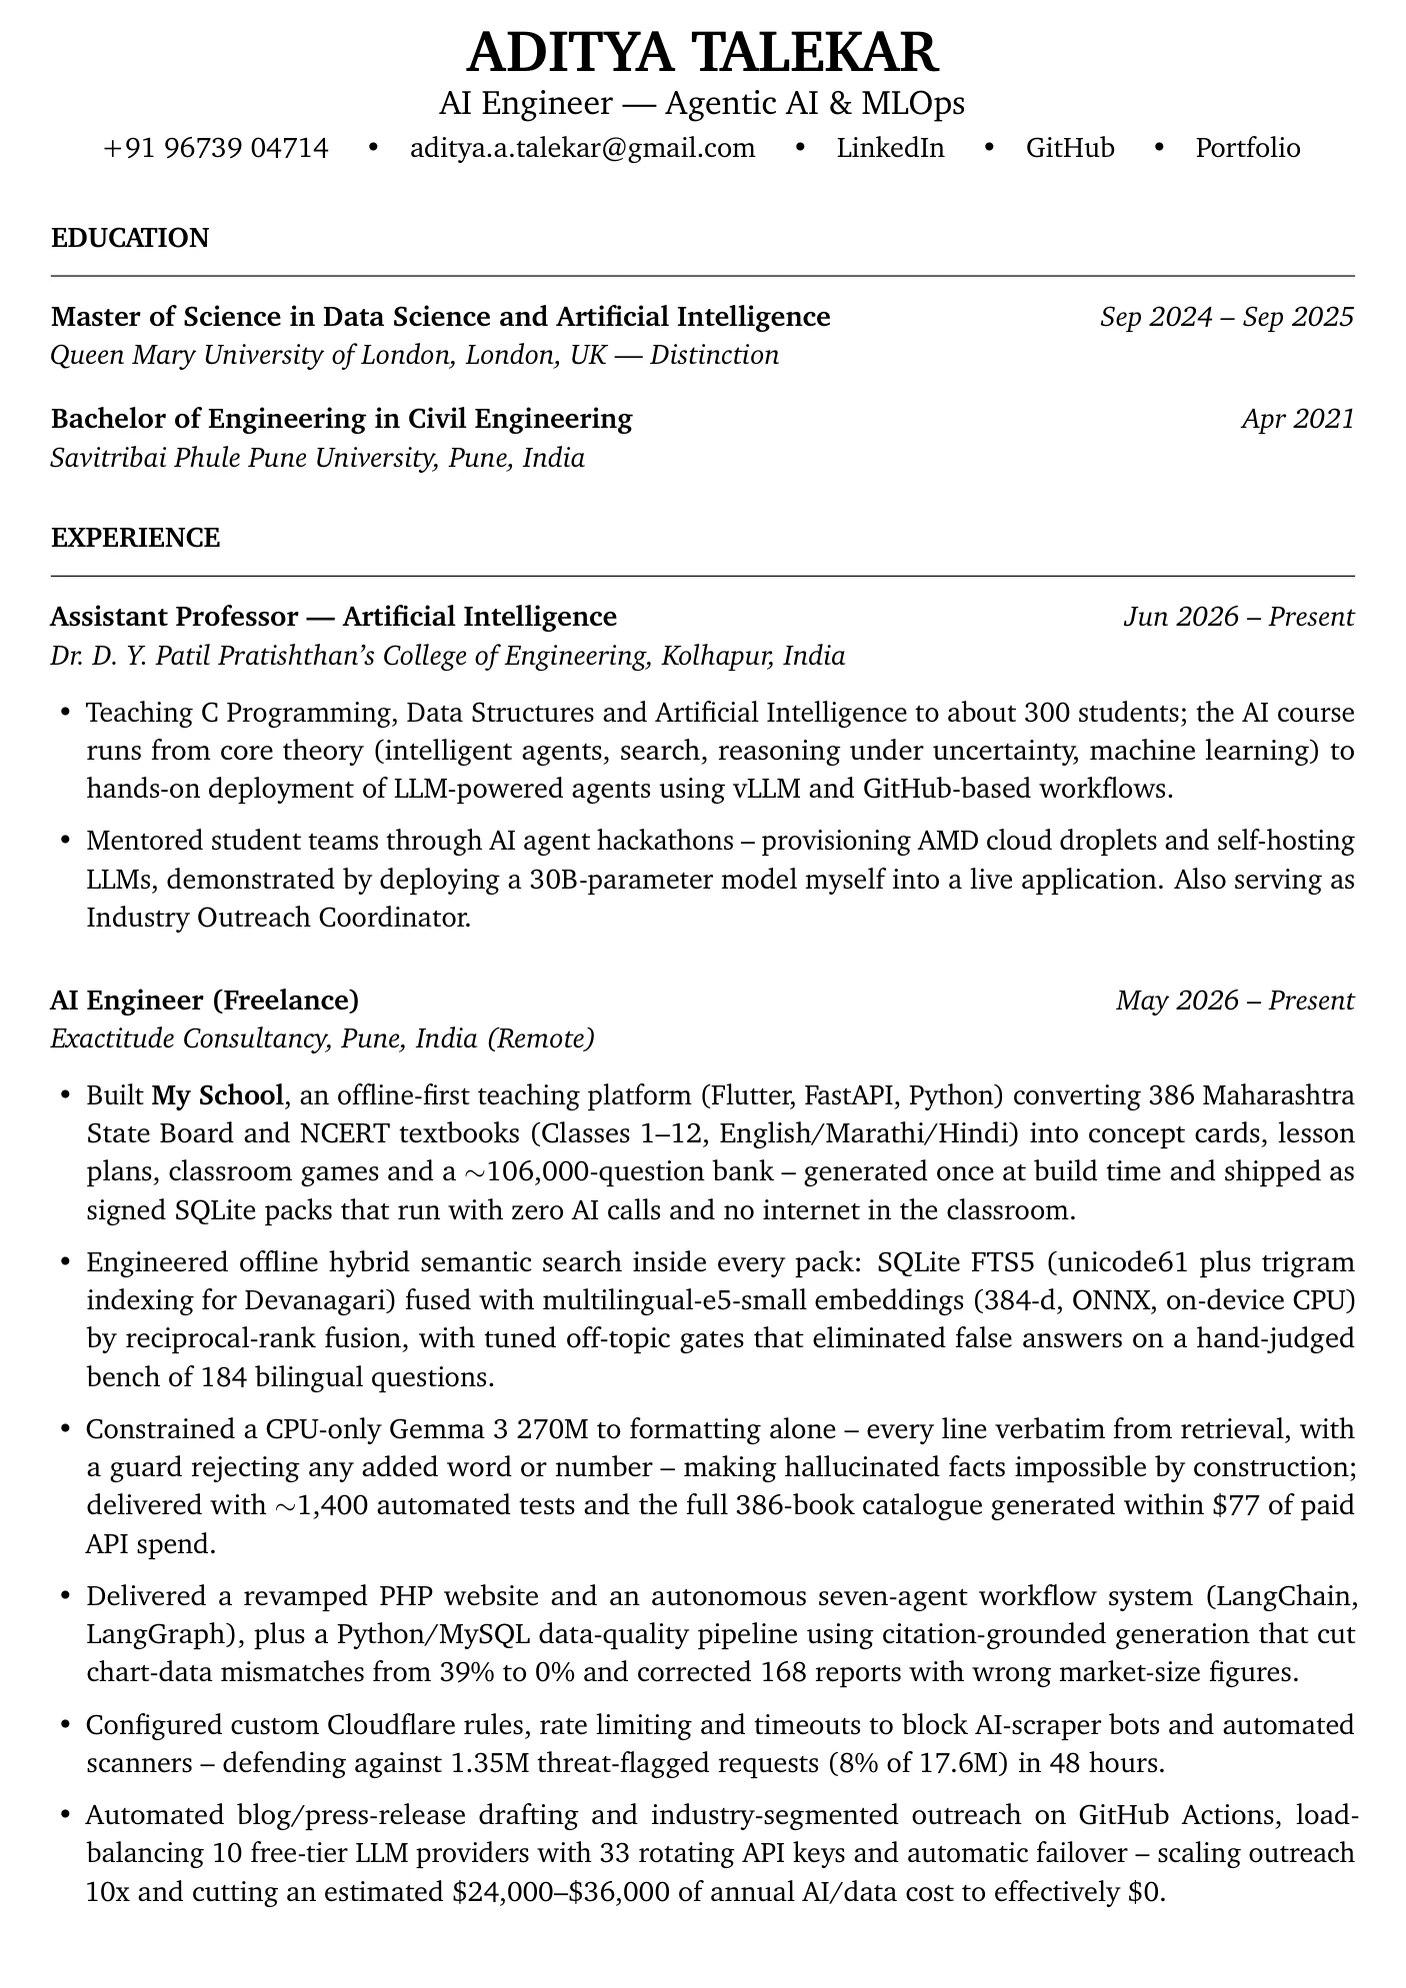 ADITYA TALEKAR
AI Engineer — Agentic AI & MLOps
+91 96739 04714 • aditya.a.talekar@gmail.com • LinkedIn • GitHub • Portfolio
EDUCATION
Master of Science in Data Science and Artificial Intelligence Sep 2024 – Sep 2025
Queen Mary University of London, London, UK — Distinction
Bachelor of Engineering in Civil Engineering Apr 2021
Savitribai Phule Pune University, Pune, India
EXPERIENCE
Assistant Professor — Artificial Intelligence Jun 2026 – Present
Dr. D. Y. Patil Pratishthan’s College of Engineering, Kolhapur, India
• Teaching C Programming, Data Structures and Artificial Intelligence to about 300 students; the AI course
runs from core theory (intelligent agents, search, reasoning under uncertainty, machine learning) to
hands-on deployment of LLM-powered agents using vLLM and GitHub-based workflows.
• Mentored student teams through AI agent hackathons – provisioning AMD cloud droplets and self-hosting
LLMs, demonstrated by deploying a 30B-parameter model myself into a live application. Also serving as
Industry Outreach Coordinator.
AI Engineer (Freelance) May 2026 – Present
Exactitude Consultancy, Pune, India (Remote)
• Built My School, an offline-first teaching platform (Flutter, FastAPI, Python) converting 386 Maharashtra
State Board and NCERT textbooks (Classes 1–12, English/Marathi/Hindi) into concept cards, lesson
plans, classroom games and a ~106,000-question bank – generated once at build time and shipped as
signed SQLite packs that run with zero AI calls and no internet in the classroom.
• Engineered offline hybrid semantic search inside every pack: SQLite FTS5 (unicode61 plus trigram
indexing for Devanagari) fused with multilingual-e5-small embeddings (384-d, ONNX, on-device CPU)
by reciprocal-rank fusion, with tuned off-topic gates that eliminated false answers on a hand-judged
bench of 184 bilingual questions.
• Constrained a CPU-only Gemma 3 270M to formatting alone – every line verbatim from retrieval, with
a guard rejecting any added word or number – making hallucinated facts impossible by construction;
delivered with ~1,400 automated tests and the full 386-book catalogue generated within $77 of paid
API spend.
• Delivered a revamped PHP website and an autonomous seven-agent workflow system (LangChain,
LangGraph), plus a Python/MySQL data-quality pipeline using citation-grounded generation that cut
chart-data mismatches from 39% to 0% and corrected 168 reports with wrong market-size figures.
• Configured custom Cloudflare rules, rate limiting and timeouts to block AI-scraper bots and automated
scanners – defending against 1.35M threat-flagged requests (8% of 17.6M) in 48 hours.
• Automated blog/press-release drafting and industry-segmented outreach on GitHub Actions, load-
balancing 10 free-tier LLM providers with 33 rotating API keys and automatic failover – scaling outreach
10x and cutting an estimated $24,000–$36,000 of annual AI/data cost to effectively $0.